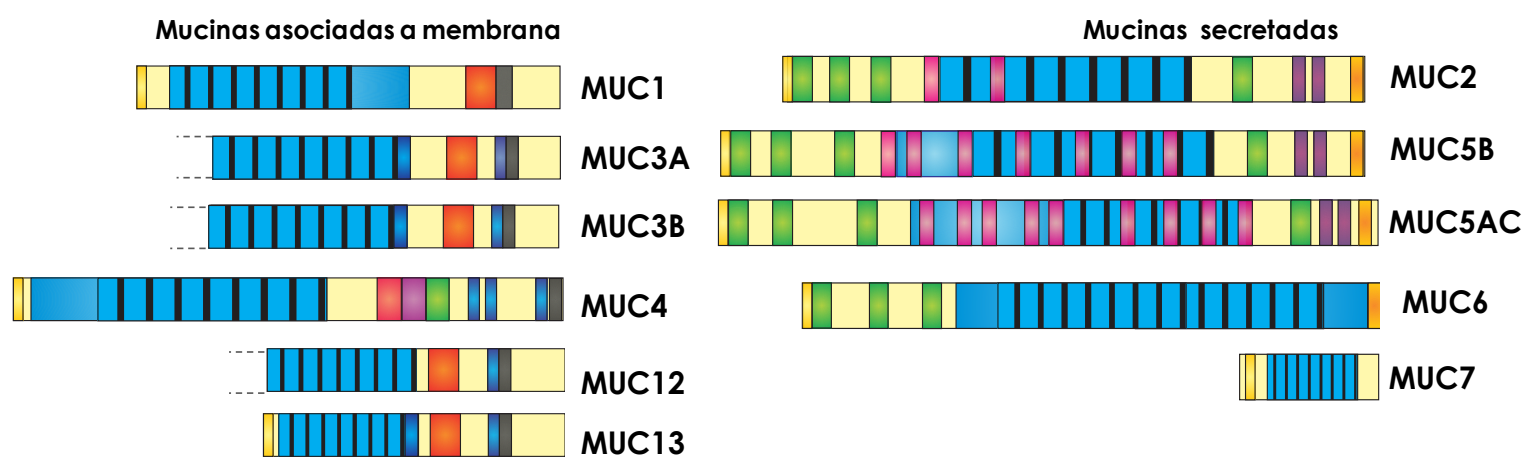 Mucinas asociadas a membrana
MUC1
MUC3A
MUC3B
MUC4
MUC12
MUC13
Mucinas secretadas
MUC2
MUC5B
MUC5AC
MUC6
MUC7